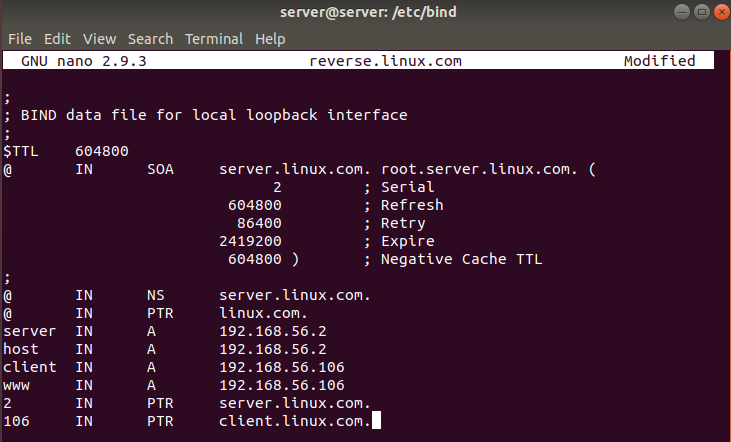 server@server: /etc/bind
File Edit View Search Terminal Help
GNU nano 2.9.3 reverse.linux.com Modified
;
; BIND data file for local loopback interface
;
$TTL 604800
@ IN SOA server.linux.com. root.server.linux.com. (
2 ; Serial
604800 ; Refresh
86400 ; Retry
2419200 ; Expire
604800 ) ; Negative Cache TTL
;
@ IN NS server.linux.com.
@ IN PTR linux.com.
server IN A 192.168.56.2
host IN A 192.168.56.2
client IN A 192.168.56.106
www IN A 192.168.56.106
2 IN PTR server.linux.com.
106 IN PTR client.linux.com.